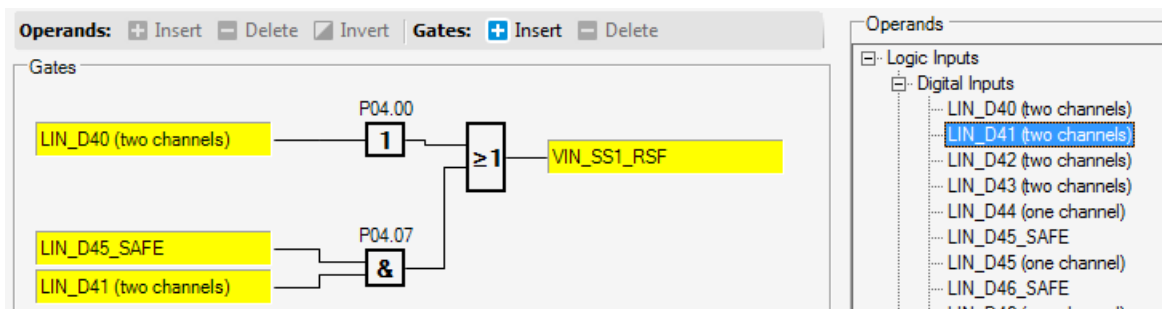 Operands: Insert Delete Invert Gates: Insert Delete
Gates
P04.00
LIN_D40 (two channels)
1
≥1
VIN_SS1_RSF
LIN_D45_SAFE
P04.07
&
LIN_D41 (two channels)
Operands
Logic Inputs
Digital Inputs
LIN_D40 (two channels)
LIN_D41 (two channels)
LIN_D42 (two channels)
LIN_D43 (two channels)
LIN_D44 (one channel)
LIN_D45_SAFE
LIN_D45 (one channel)
LIN_D46_SAFE